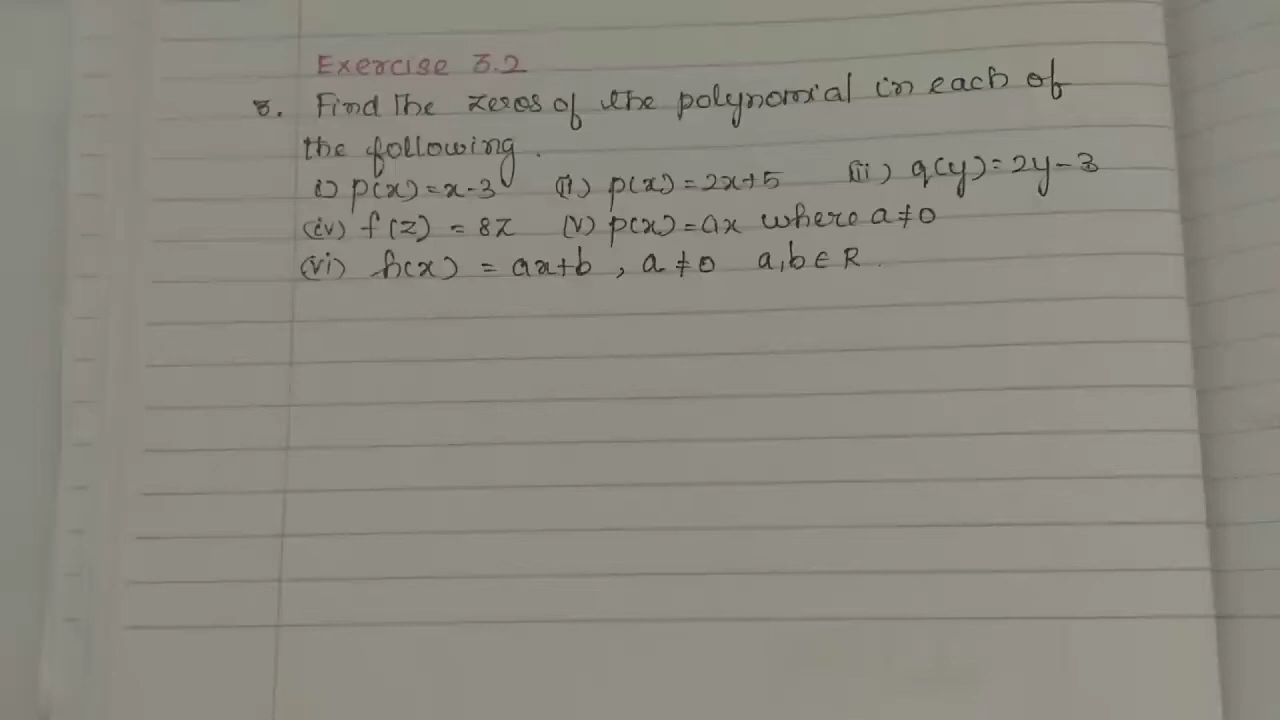 Exercise 3.2
3. Find the zeros of the polynomial in each of
the following.
(i) p(x) = x-3 (ii) p(x) = 2x+5 (iii) q(y) = 2y-3
(iv) f(z) = 8z (v) p(x) = ax where a≠0
(vi) h(x) = ax+b , a≠0 a,b∈R.